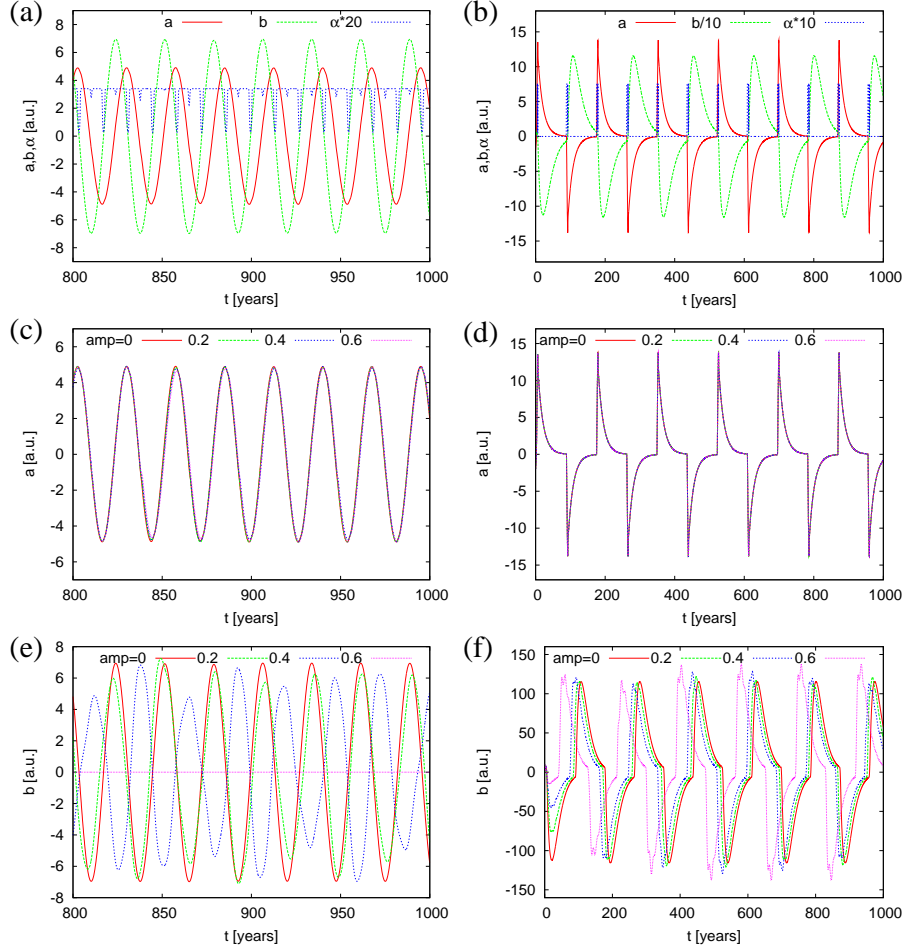 (a)
a b α*20
8
6
4
2
0
-2
-4
-6
-8
a,b,α [a.u.]
800 850 900 950 1000
t [years]
(b)
a b/10 α*10
15
10
5
0
-5
-10
-15
a,b,α [a.u.]
0 200 400 600 800 1000
t [years]
(c)
amp=0 0.2 0.4 0.6
6
4
2
0
-2
-4
-6
a [a.u.]
800 850 900 950 1000
t [years]
(d)
amp=0 0.2 0.4 0.6
15
10
5
0
-5
-10
-15
a [a.u.]
0 200 400 600 800 1000
t [years]
(e)
amp=0 0.2 0.4 0.6
8
6
4
2
0
-2
-4
-6
-8
b [a.u.]
800 850 900 950 1000
t [years]
(f)
amp=0 0.2 0.4 0.6
150
100
50
0
-50
-100
-150
b [a.u.]
0 200 400 600 800 1000
t [years]